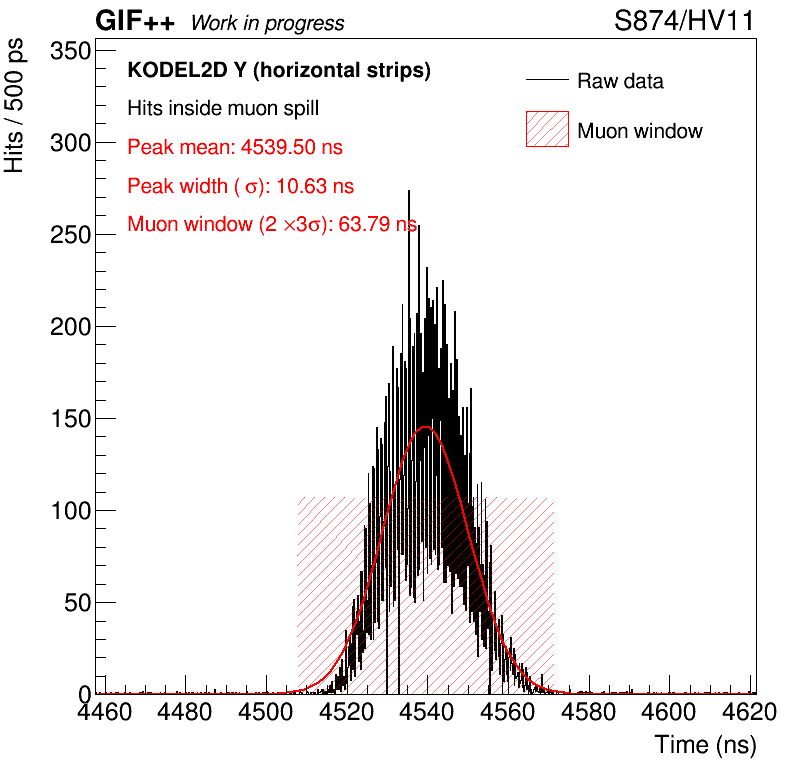 GIF++ Work in progress S874/HV11
Hits / 500 ps
350
300
250
200
150
100
50
0
KODEL2D Y (horizontal strips)
Hits inside muon spill
Peak mean: 4539.50 ns
Peak width ( σ): 10.63 ns
Muon window (2 ×3σ): 63.79 ns
Raw data
Muon window
4460 4480 4500 4520 4540 4560 4580 4600 4620
Time (ns)